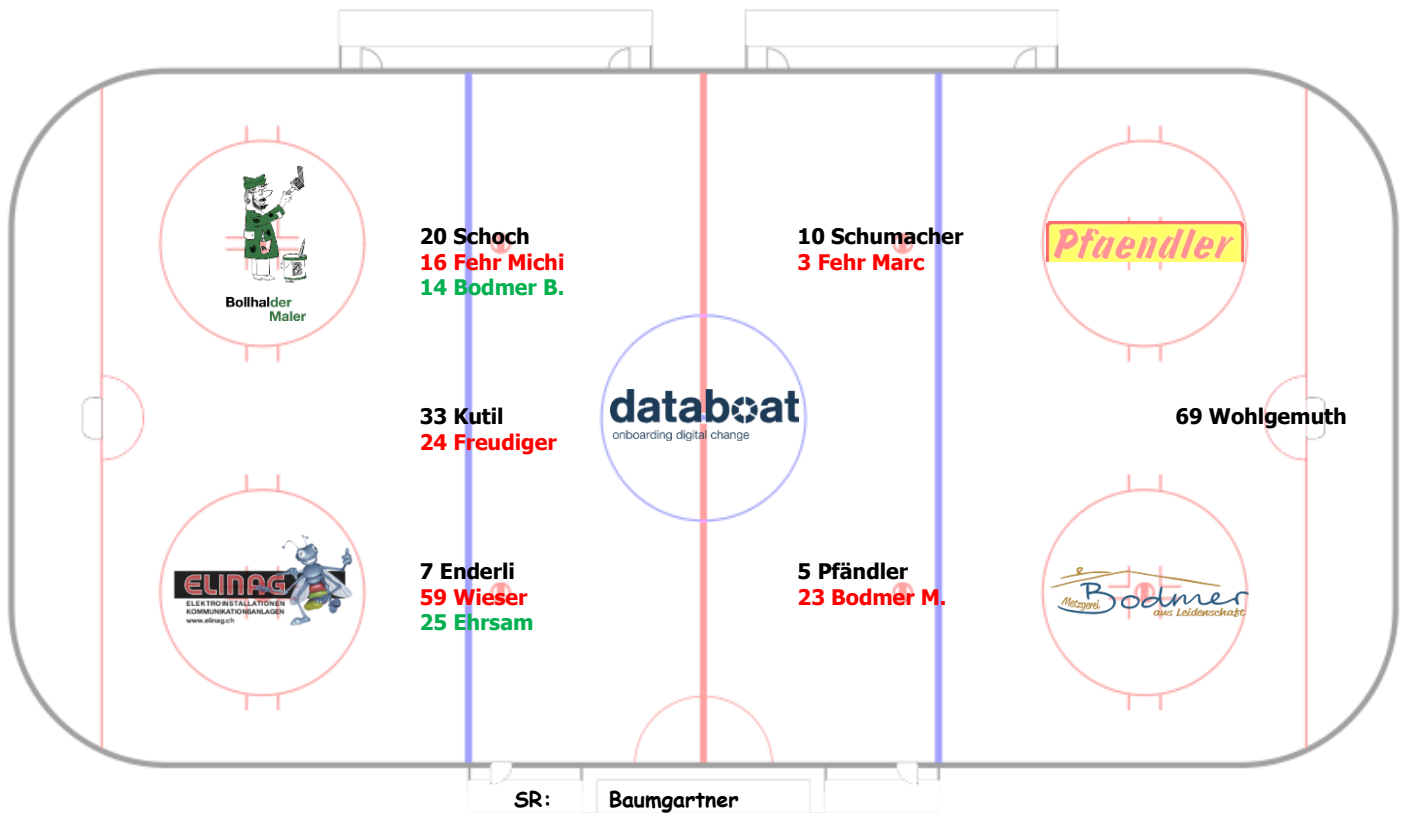 20 Schoch
16 Fehr Michi
14 Bodmer B.
10 Schumacher
3 Fehr Marc
Pfaendler
Bollhalder
Maler
33 Kutil
24 Freudiger
databoat
onboarding digital change
69 Wohlgemuth
ELINAG
ELEKTROINSTALLATIONEN
KOMMUNIKATIONSANLAGEN
www.elinag.ch
7 Enderli
59 Wieser
25 Ehrsam
5 Pfändler
23 Bodmer M.
Metzgerei Bodmer
aus Leidenschaft
SR: Baumgartner